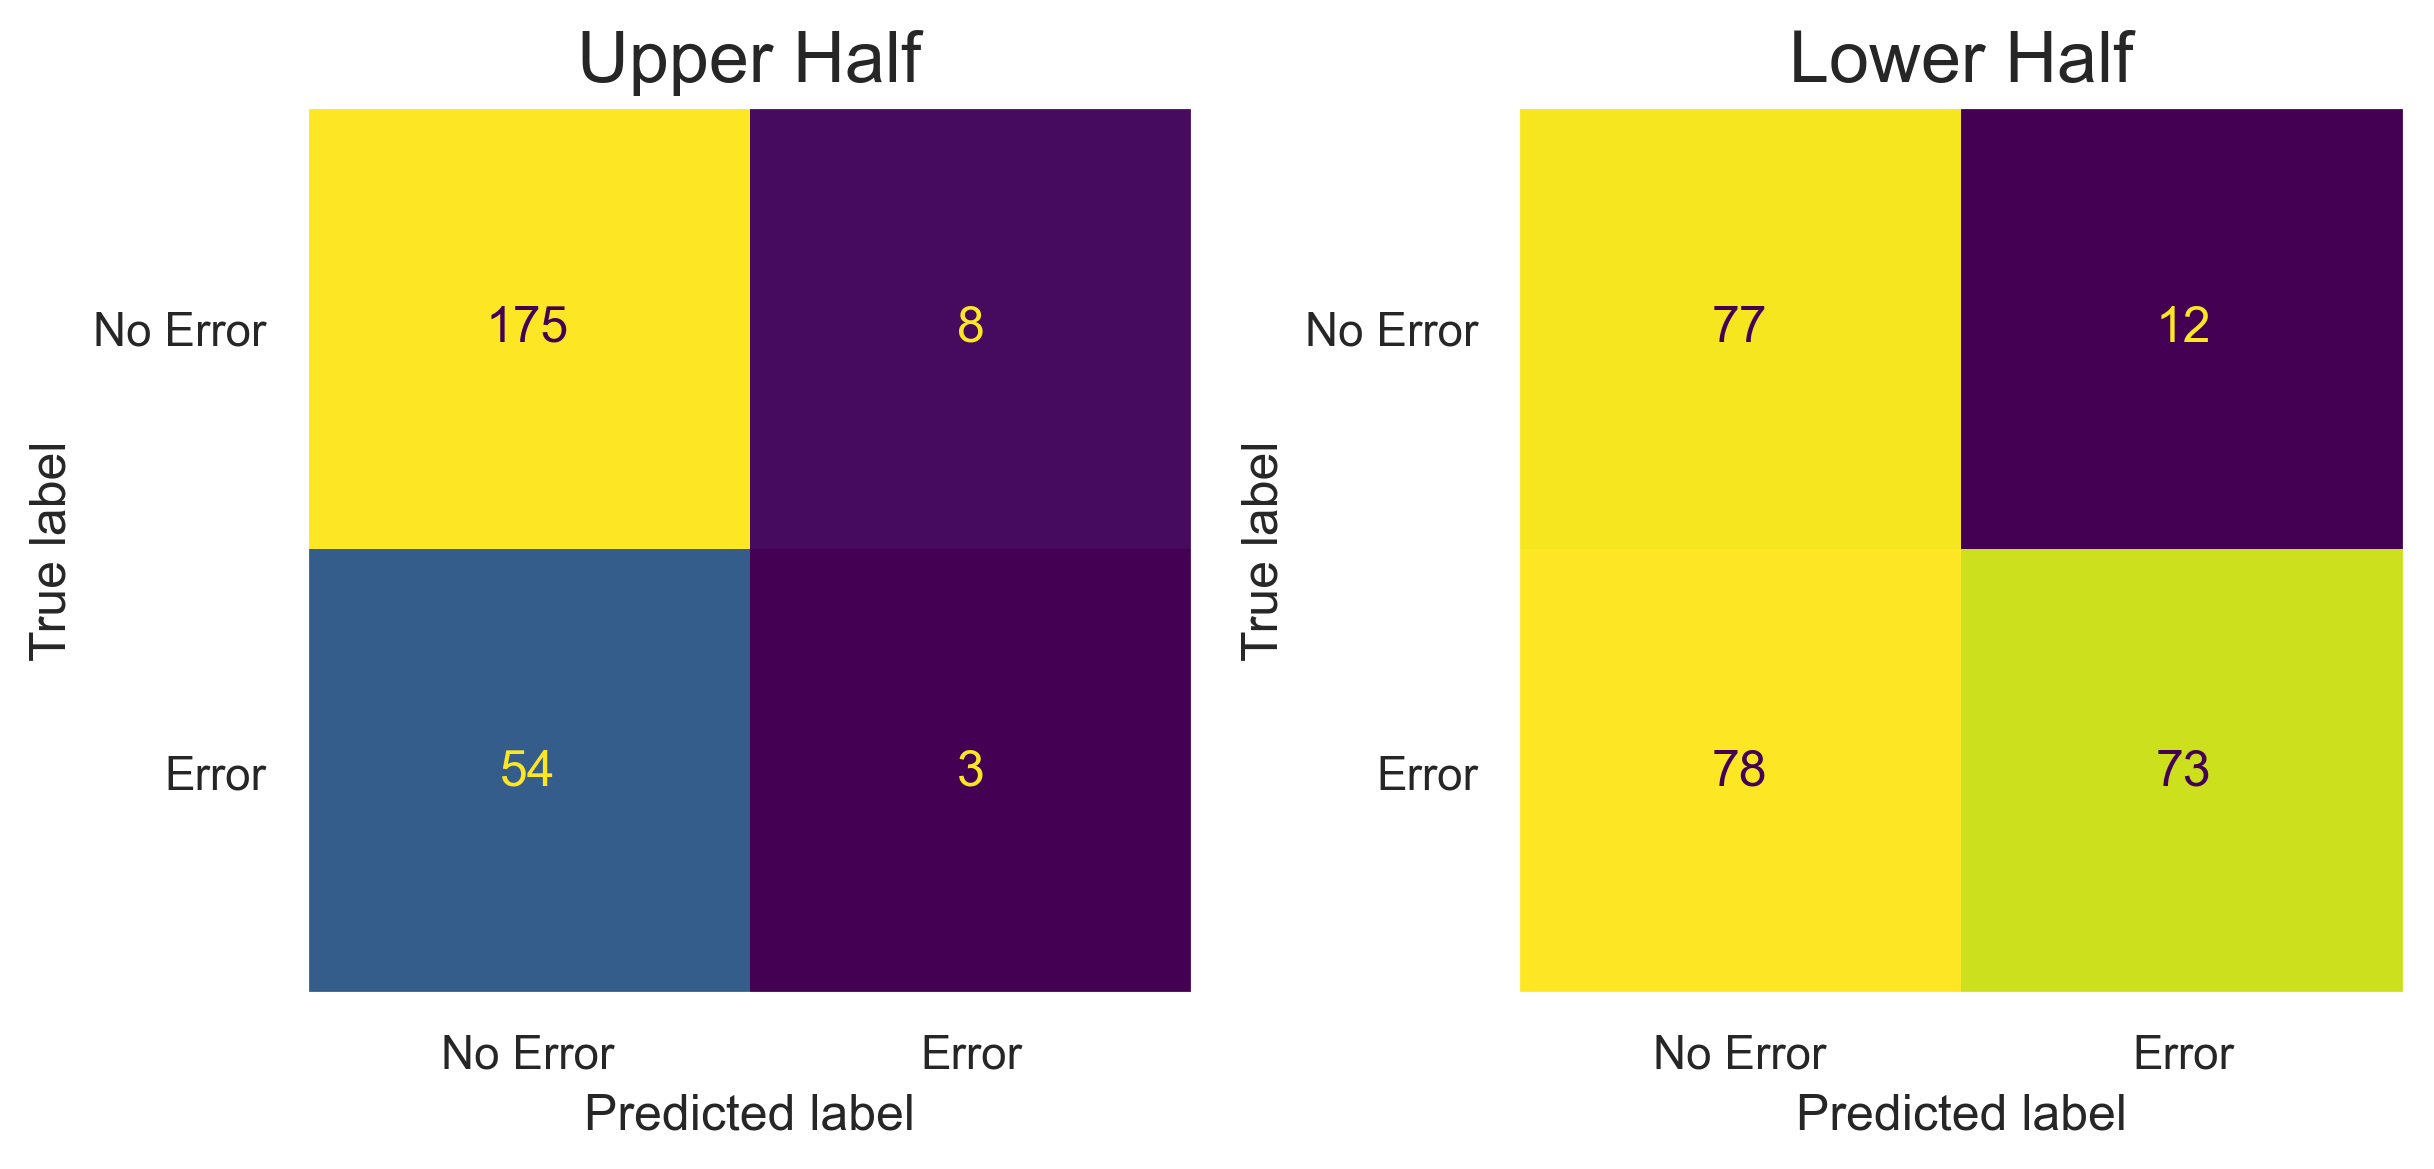 Upper Half
True label
No Error
175
8
Error
54
3
No Error
Error
Predicted label
Lower Half
True label
No Error
77
12
Error
78
73
No Error
Error
Predicted label